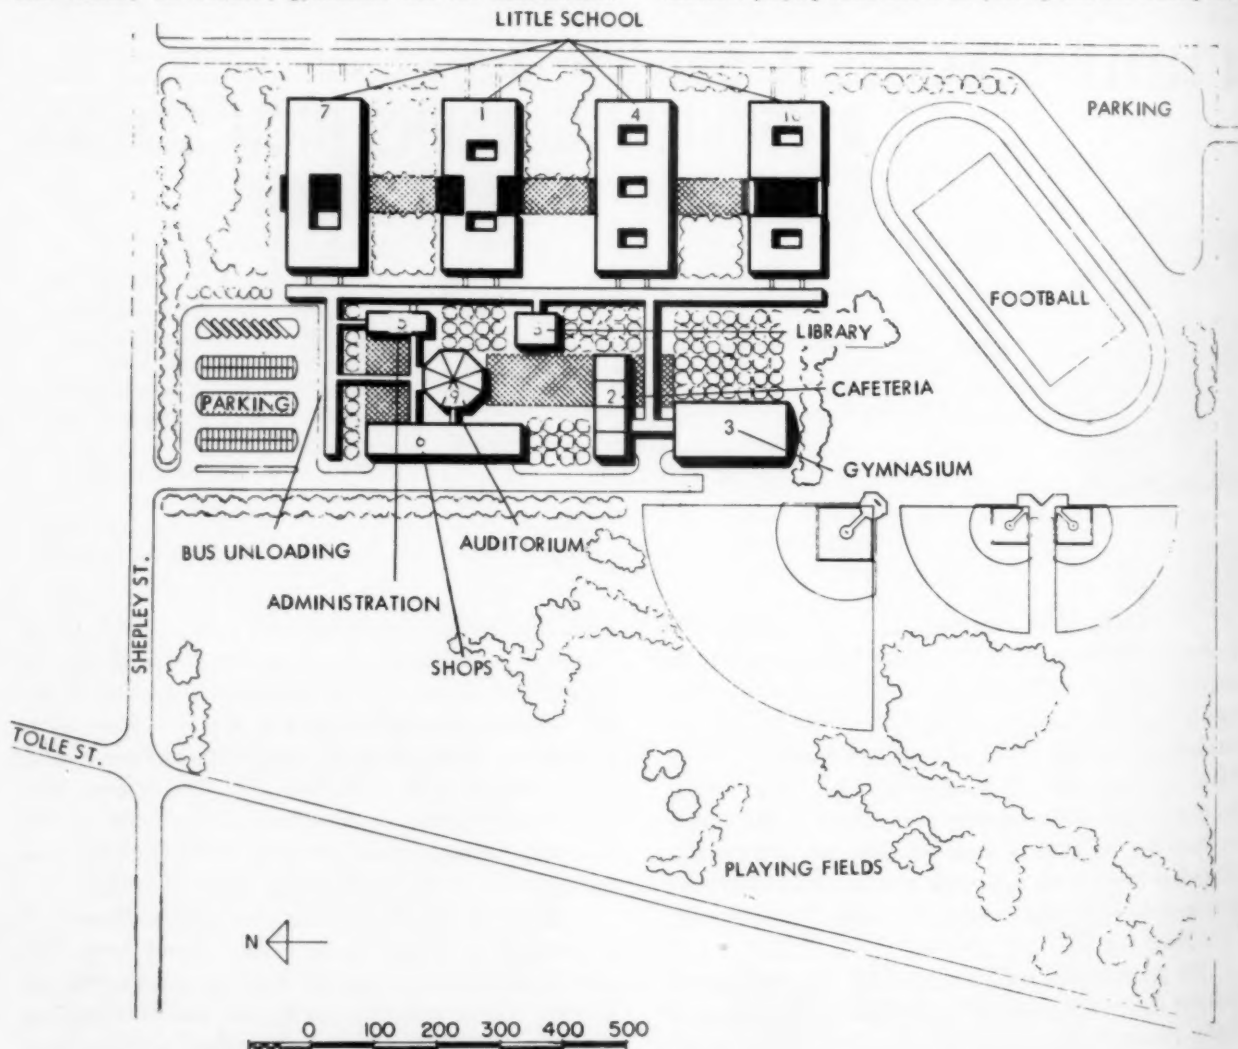 LITTLE SCHOOL
7
1
4
PARKING
FOOTBALL
5
LIBRARY
9
2
CAFETERIA
PARKING
3
GYMNASIUM
BUS UNLOADING
AUDITORIUM
ADMINISTRATION
SHOPS
SHEPLEY ST.
TOLLE ST.
PLAYING FIELDS
N
0 100 200 300 400 500